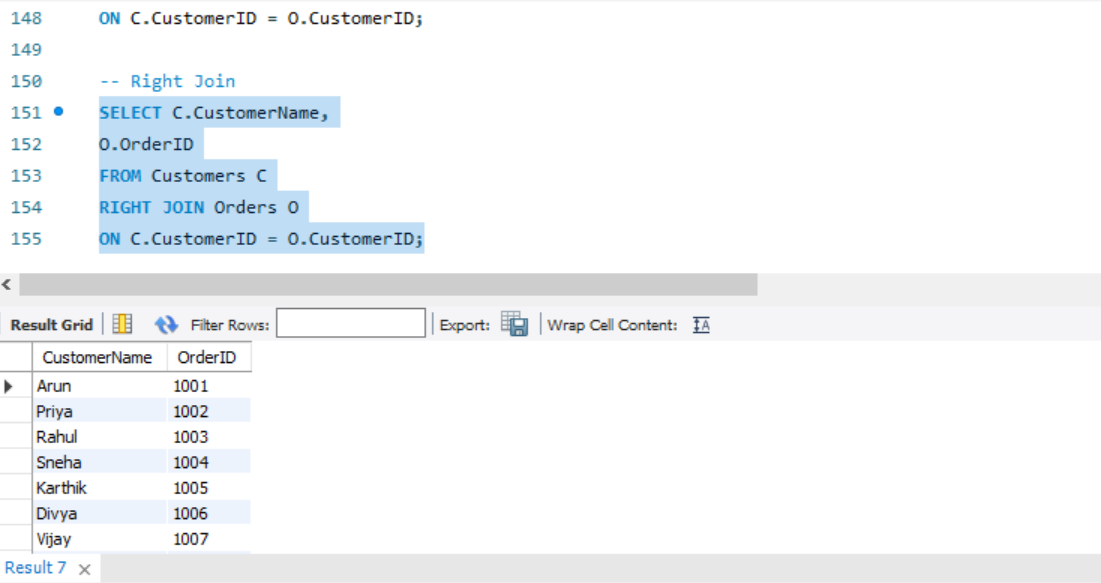 148 ON C.CustomerID = O.CustomerID;
149
150 -- Right Join
151 SELECT C.CustomerName,
152 O.OrderID
153 FROM Customers C
154 RIGHT JOIN Orders O
155 ON C.CustomerID = O.CustomerID;
Result Grid Filter Rows: Export: Wrap Cell Content: IA
CustomerName OrderID
Arun 1001
Priya 1002
Rahul 1003
Sneha 1004
Karthik 1005
Divya 1006
Vijay 1007
Result 7 ×